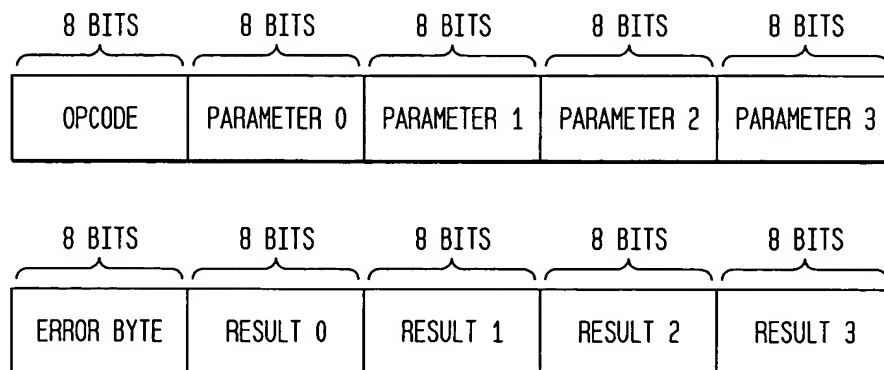 8 BITS 8 BITS 8 BITS 8 BITS 8 BITS
OPCODE PARAMETER 0 PARAMETER 1 PARAMETER 2 PARAMETER 3
8 BITS 8 BITS 8 BITS 8 BITS 8 BITS
ERROR BYTE RESULT 0 RESULT 1 RESULT 2 RESULT 3